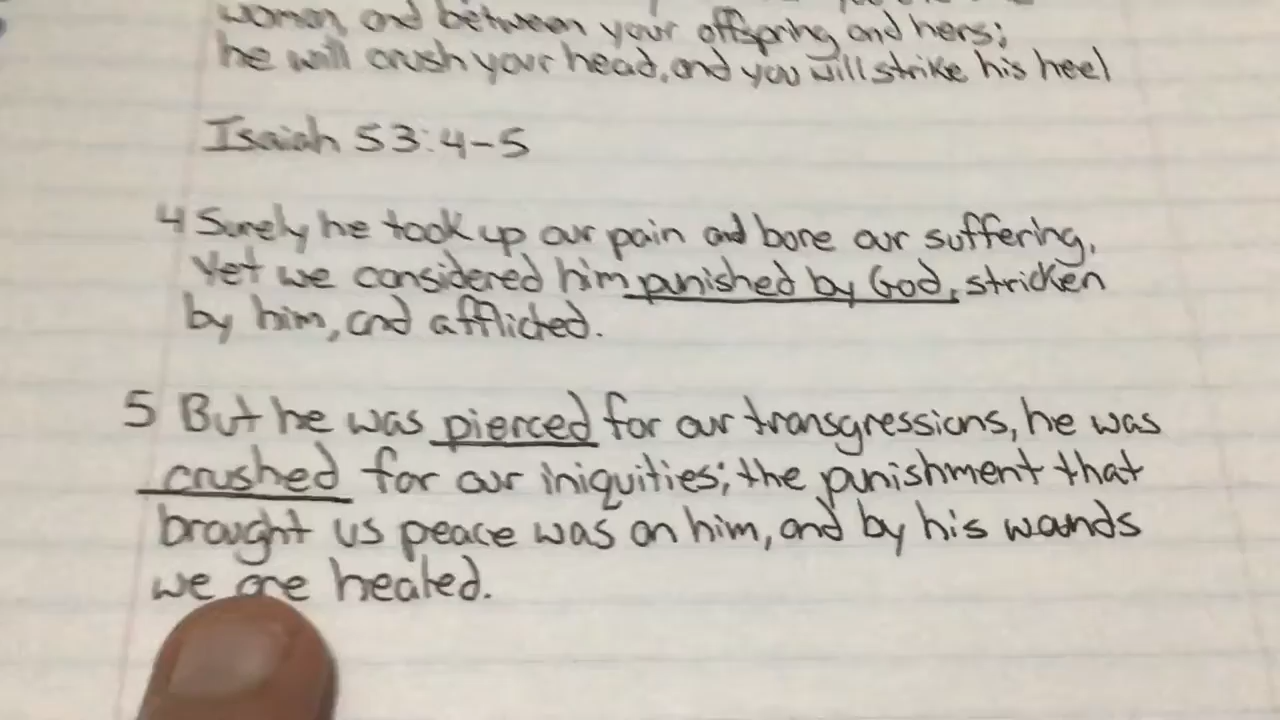 woman, and between your offspring and hers;
he will crush your head, and you will strike his heel
Isaiah 53:4-5
4 Surely he took up our pain and bore our suffering,
Yet we considered him punished by God, stricken
by him, and afflicted.
5 But he was pierced for our transgressions, he was
crushed for our iniquities; the punishment that
brought us peace was on him, and by his wounds
we are healed.